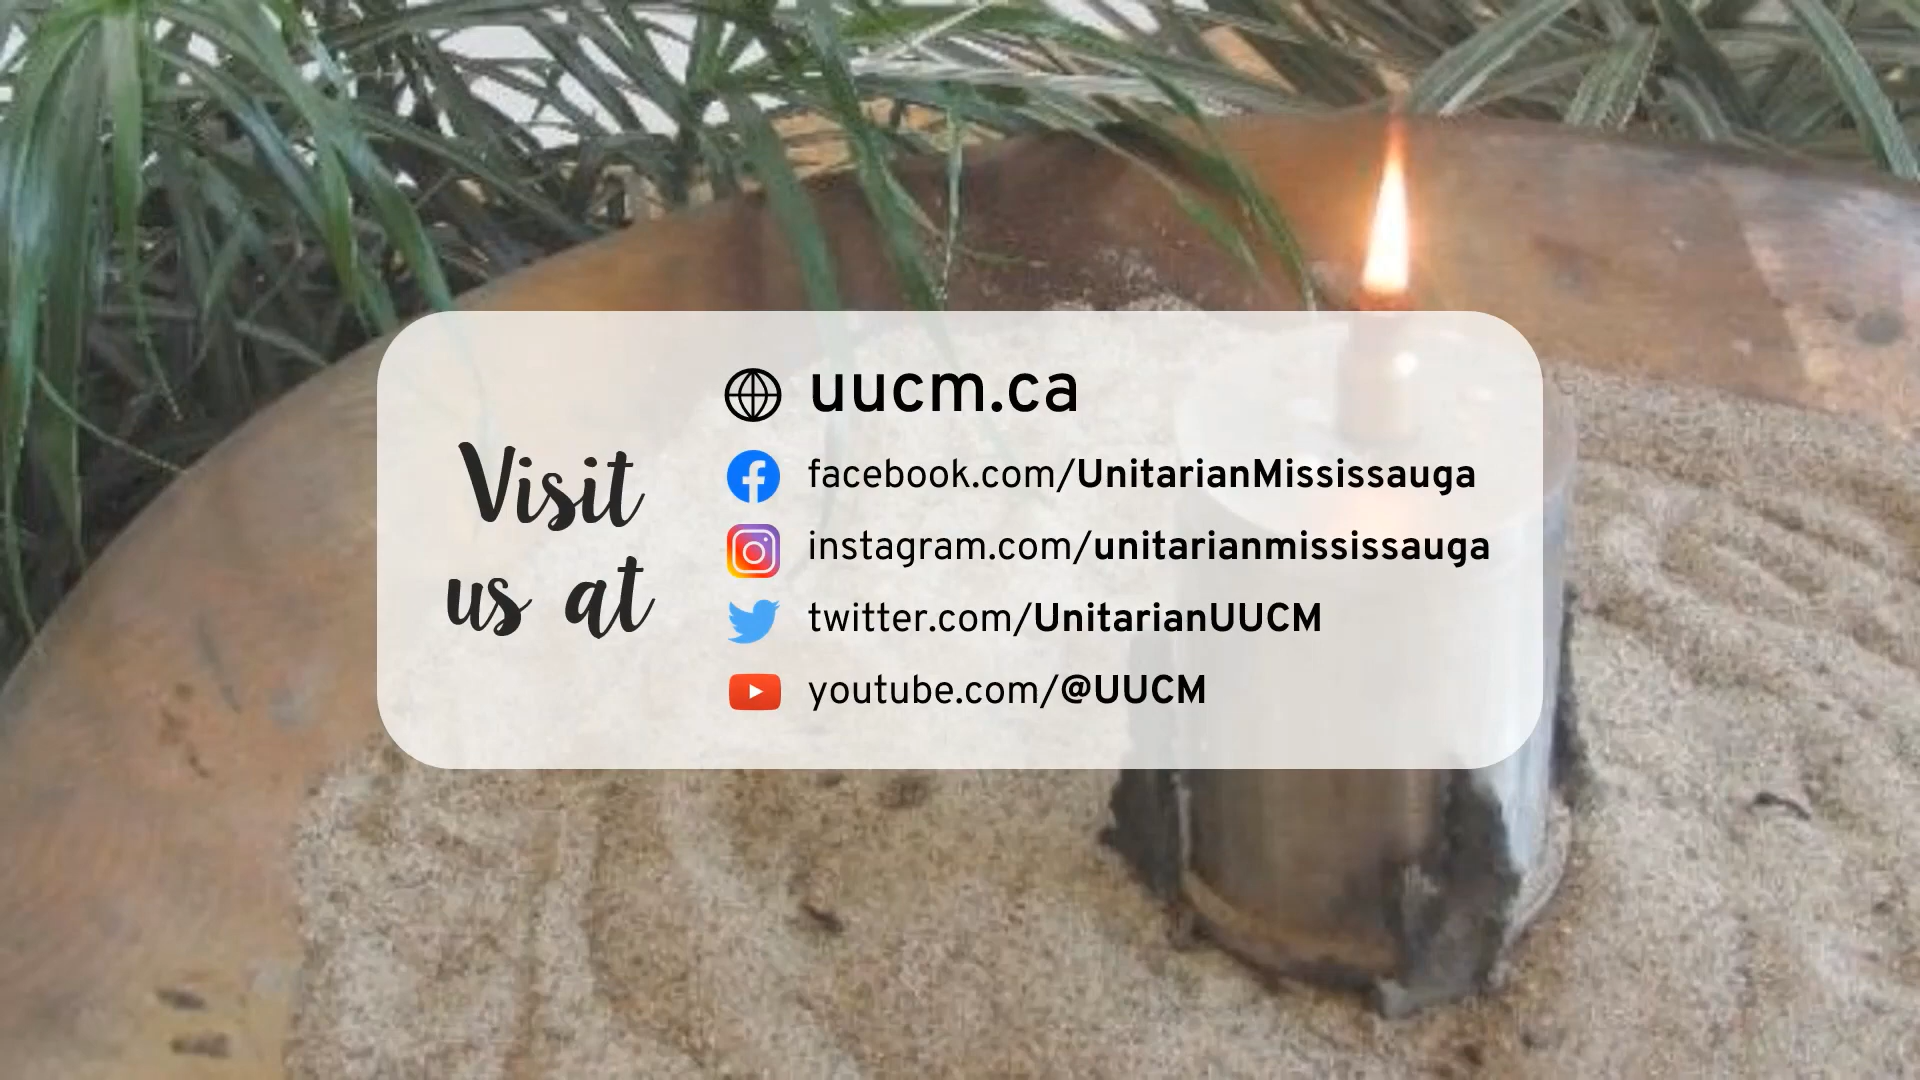 Visit
us at
uucm.ca
facebook.com/UnitarianMississauga
instagram.com/unitarianmississauga
twitter.com/UnitarianUUCM
youtube.com/@UUCM